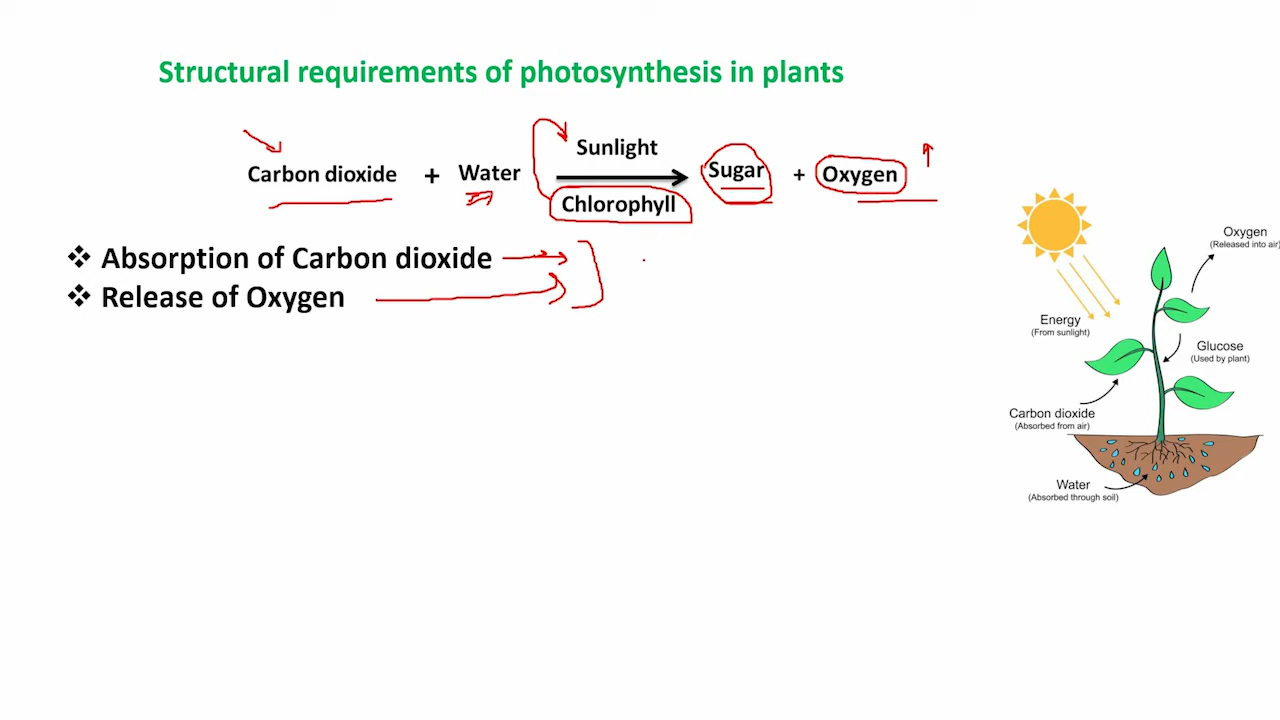 Structural requirements of photosynthesis in plants
Sunlight
Carbon dioxide + Water Sugar + Oxygen
Chlorophyll
❖ Absorption of Carbon dioxide
❖ Release of Oxygen
Oxygen
(Released into air)
Energy
(From sunlight)
Glucose
(Used by plant)
Carbon dioxide
(Absorbed from air)
Water
(Absorbed through soil)